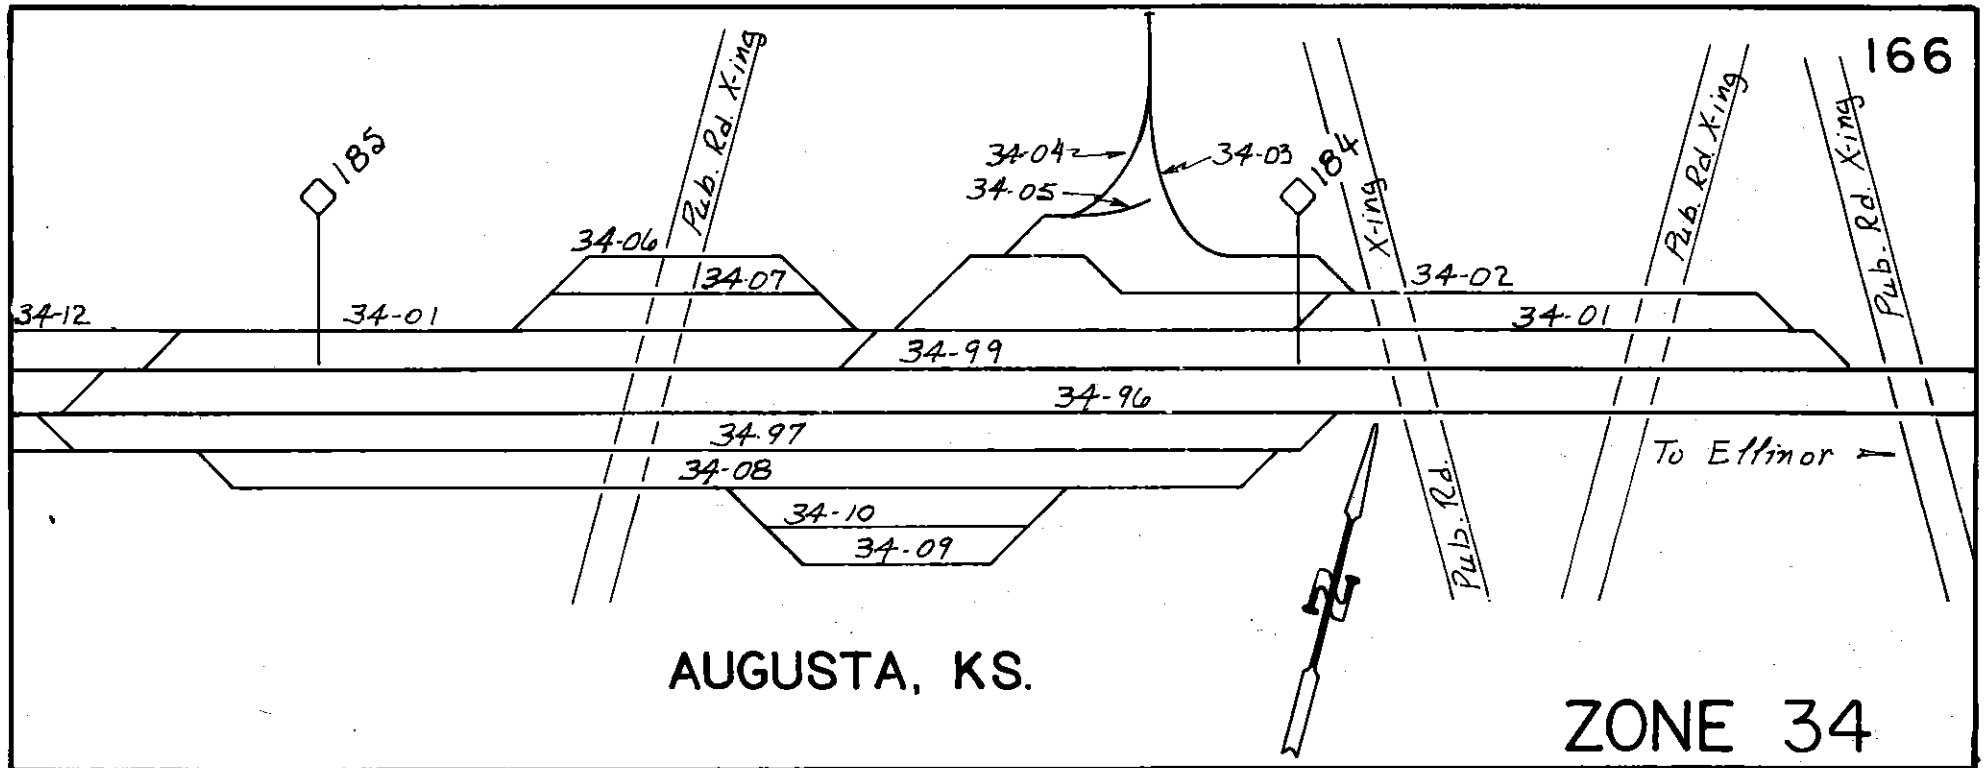 166
185
Pub. Rd. X-ing
34-04
34-03
34-05
184
Pub. Rd. X-ing
Pub. Rd. X-ing
Pub. Rd. X-ing
34-06
34-07
34-02
34-12
34-01
34-01
34-99
34-96
34-97
To Ellinor
34-08
34-10
34-09
N
AUGUSTA, KS.
ZONE 34